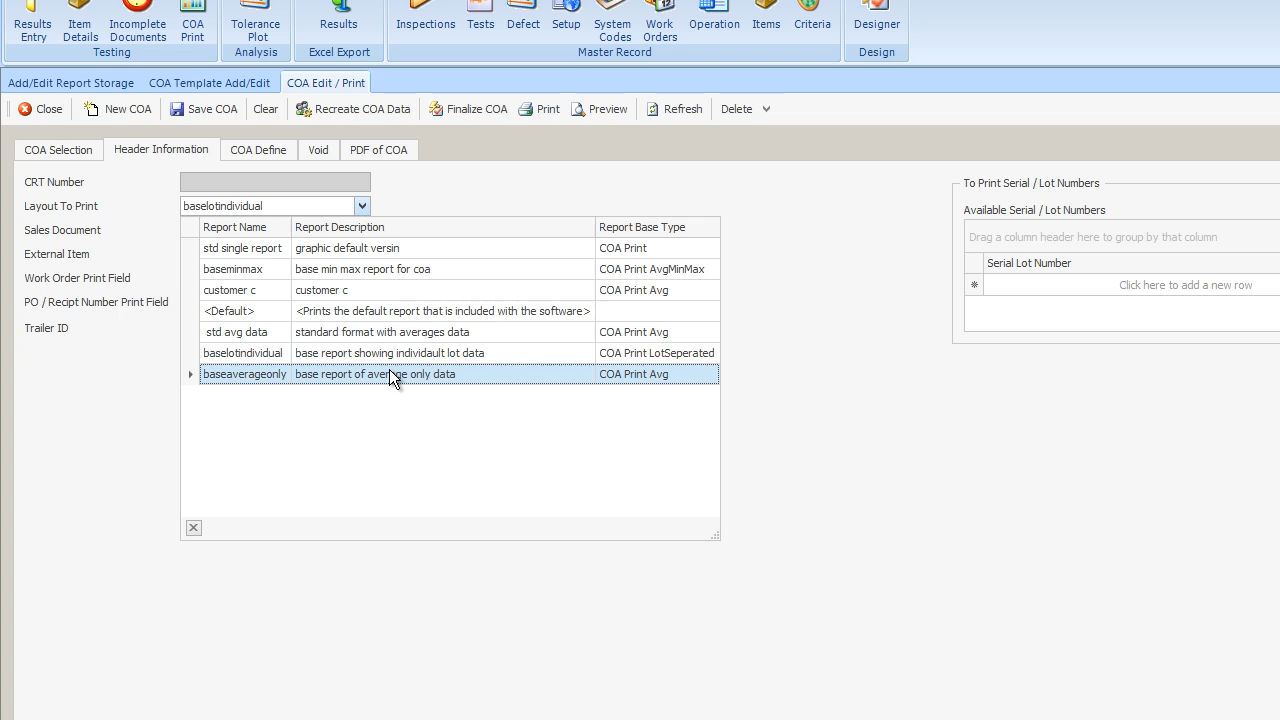 Results Entry Item Details Incomplete Documents COA Print Tolerance Plot Results Inspections Tests Defect Setup System Codes Work Orders Operation Items Criteria Designer
Testing Analysis Excel Export Master Record Design
Add/Edit Report Storage COA Template Add/Edit COA Edit / Print
Close New COA Save COA Clear Recreate COA Data Finalize COA Print Preview Refresh Delete
COA Selection Header Information COA Define Void PDF of COA
CRT Number
Layout To Print baselotindividual
Sales Document
External Item
Work Order Print Field
PO / Recipt Number Print Field
Trailer ID
Report Name Report Description Report Base Type
std single report graphic default versin COA Print
baseminmax base min max report for coa COA Print AvgMinMax
customer c customer c COA Print Avg
<Default> <Prints the default report that is included with the software>
std avg data standard format with averages data COA Print Avg
baselotindividual base report showing individault lot data COA Print LotSeperated
baseaverageonly base report of average only data COA Print Avg
To Print Serial / Lot Numbers
Available Serial / Lot Numbers
Drag a column header here to group by that column
Serial Lot Number
Click here to add a new row